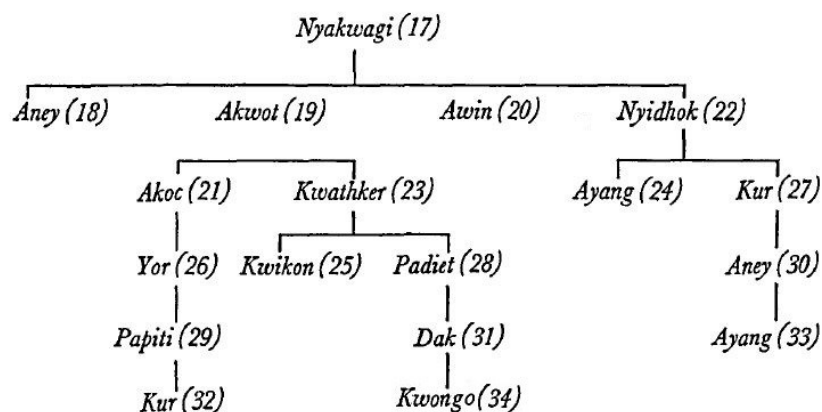 Nyakwagi (17)
Aney (18) Akwot (19) Awin (20) Nyidhok (22)
Akoc (21) Kwathker (23) Ayang (24) Kur (27)
Yor (26) Kwikon (25) Padiet (28) Aney (30)
Papiti (29) Dak (31) Ayang (33)
Kur (32) Kwongo (34)